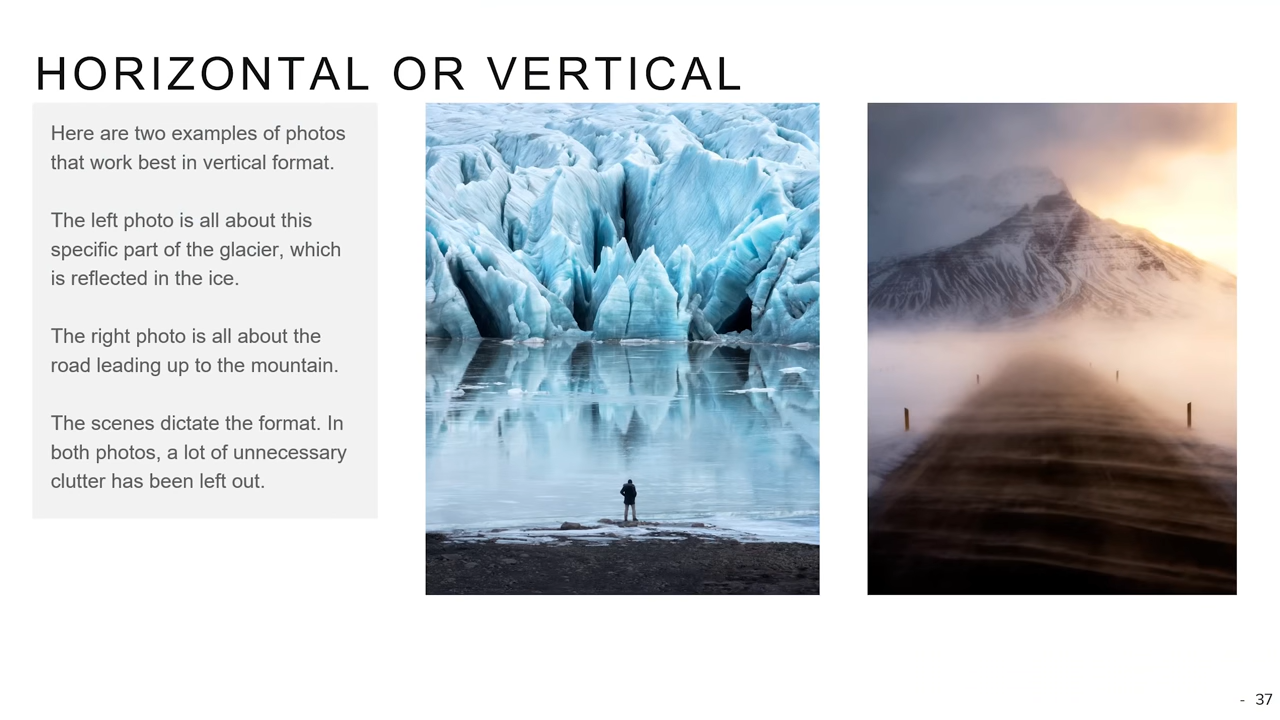 HORIZONTAL OR VERTICAL
Here are two examples of photos
that work best in vertical format.
The left photo is all about this
specific part of the glacier, which
is reflected in the ice.
The right photo is all about the
road leading up to the mountain.
The scenes dictate the format. In
both photos, a lot of unnecessary
clutter has been left out.
- 37